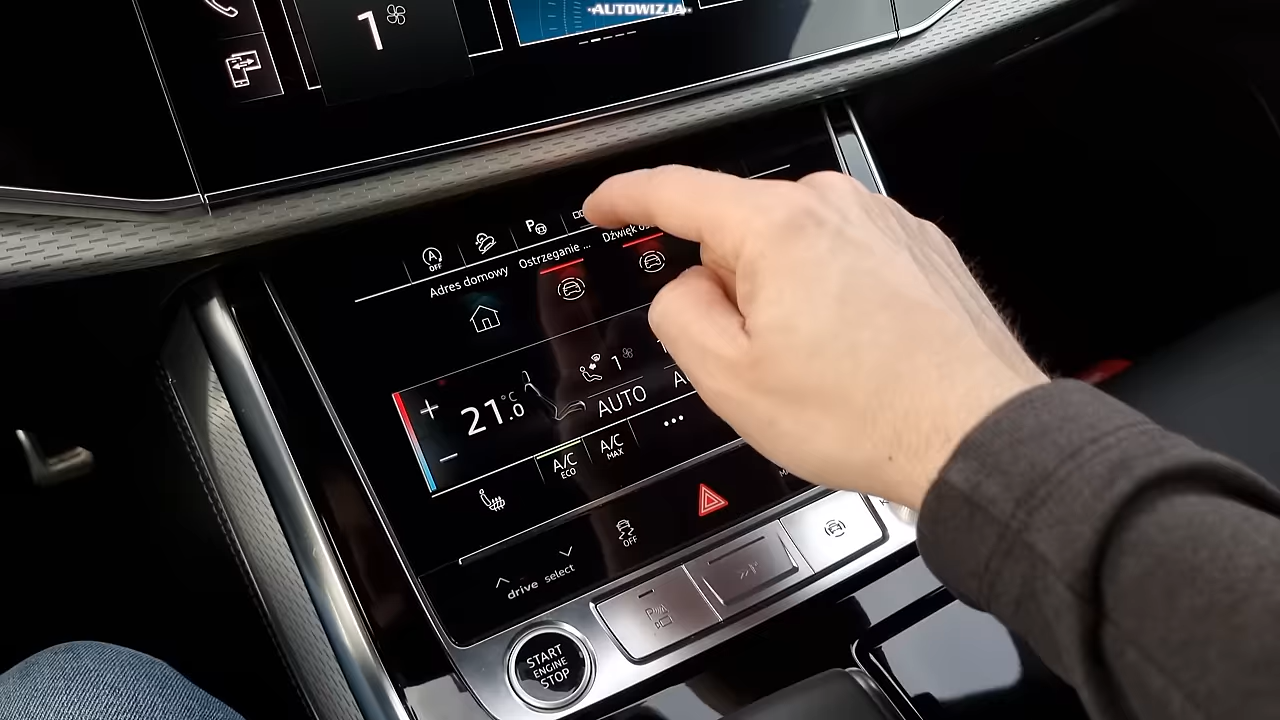 AUTOWIZJA
1
A
OFF
P
Adres domowy
Ostrzeganie ...
Dźwięk
+
21.0 °C
-
1
AUTO
A/C
ECO
A/C
MAX
...
OFF
drive select
START
ENGINE
STOP